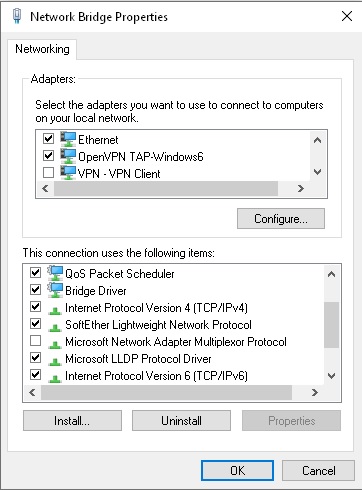 Network Bridge Properties
Networking
Adapters:
Select the adapters you want to use to connect to computers
on your local network.
Ethernet
OpenVPN TAP-Windows6
VPN - VPN Client
Configure...
This connection uses the following items:
QoS Packet Scheduler
Bridge Driver
Internet Protocol Version 4 (TCP/IPv4)
SoftEther Lightweight Network Protocol
Microsoft Network Adapter Multiplexor Protocol
Microsoft LLDP Protocol Driver
Internet Protocol Version 6 (TCP/IPv6)
Install...
Uninstall
Properties
OK
Cancel